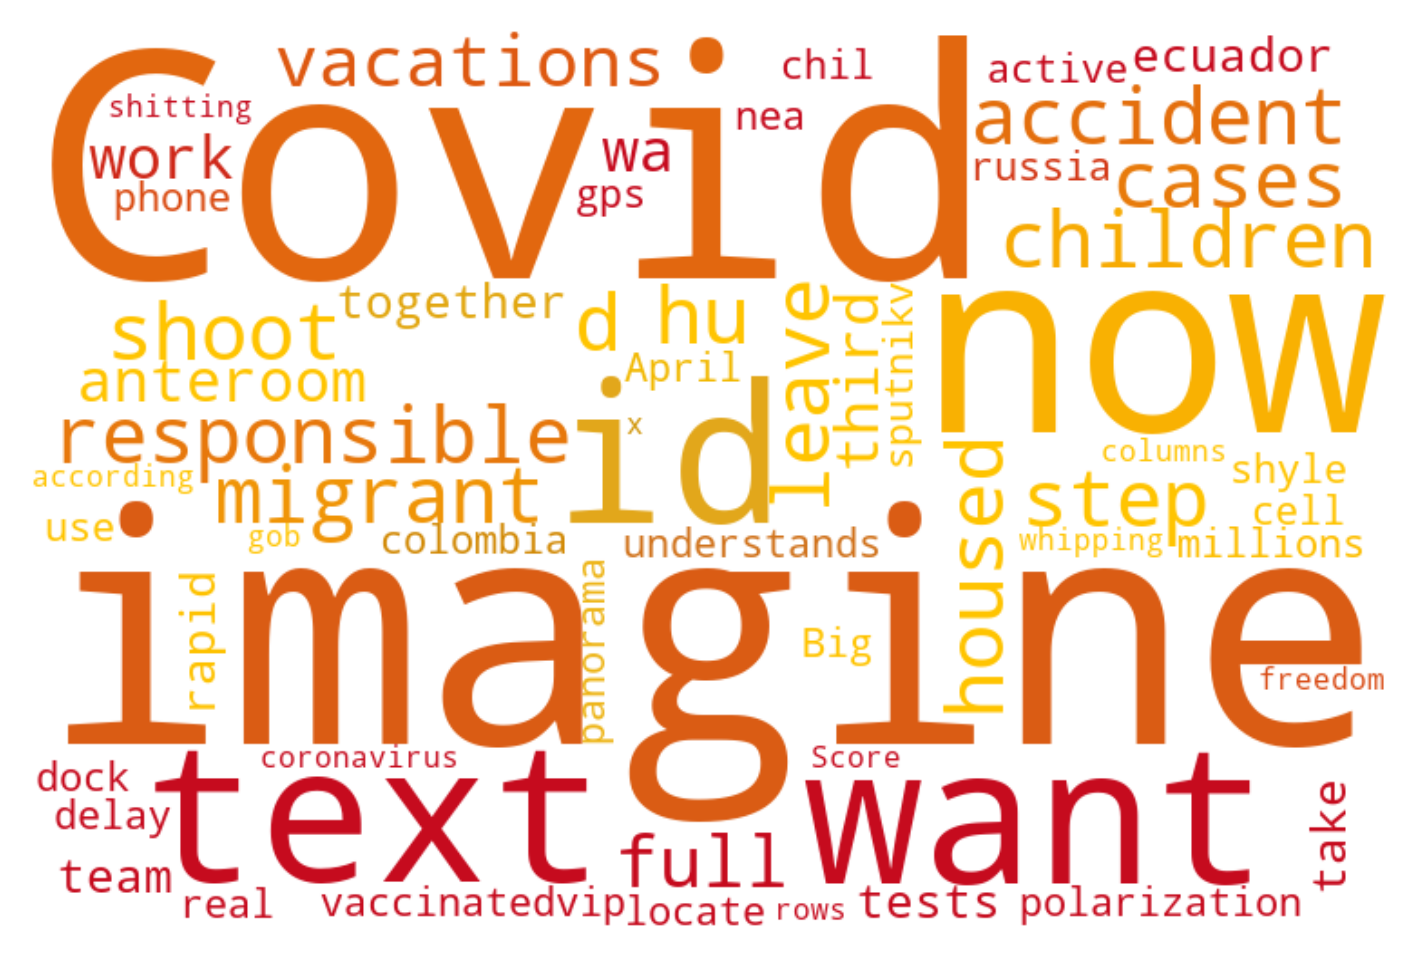 Covid
vacations
chil
active
ecuador
shitting
nea
accident
work
wa
russia
cases
phone
gps
children
together
d
hu
leave
third
sputnikv
now
shoot
anteroom
April
id
x
responsible
columns
according
migrant
housed
step
shyle
cell
use
gob
colombia
understands
whipping
millions
imagine
rapid
panorama
Big
freedom
coronavirus
Score
dock
text
want
take
delay
full
team
real
vaccinatedvip
locate
rows
tests
polarization